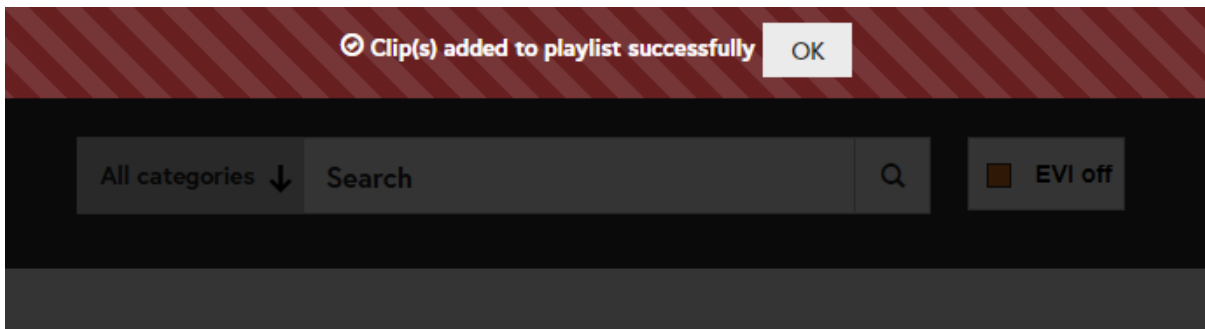 Clip(s) added to playlist successfully OK
All categories Search EVI off